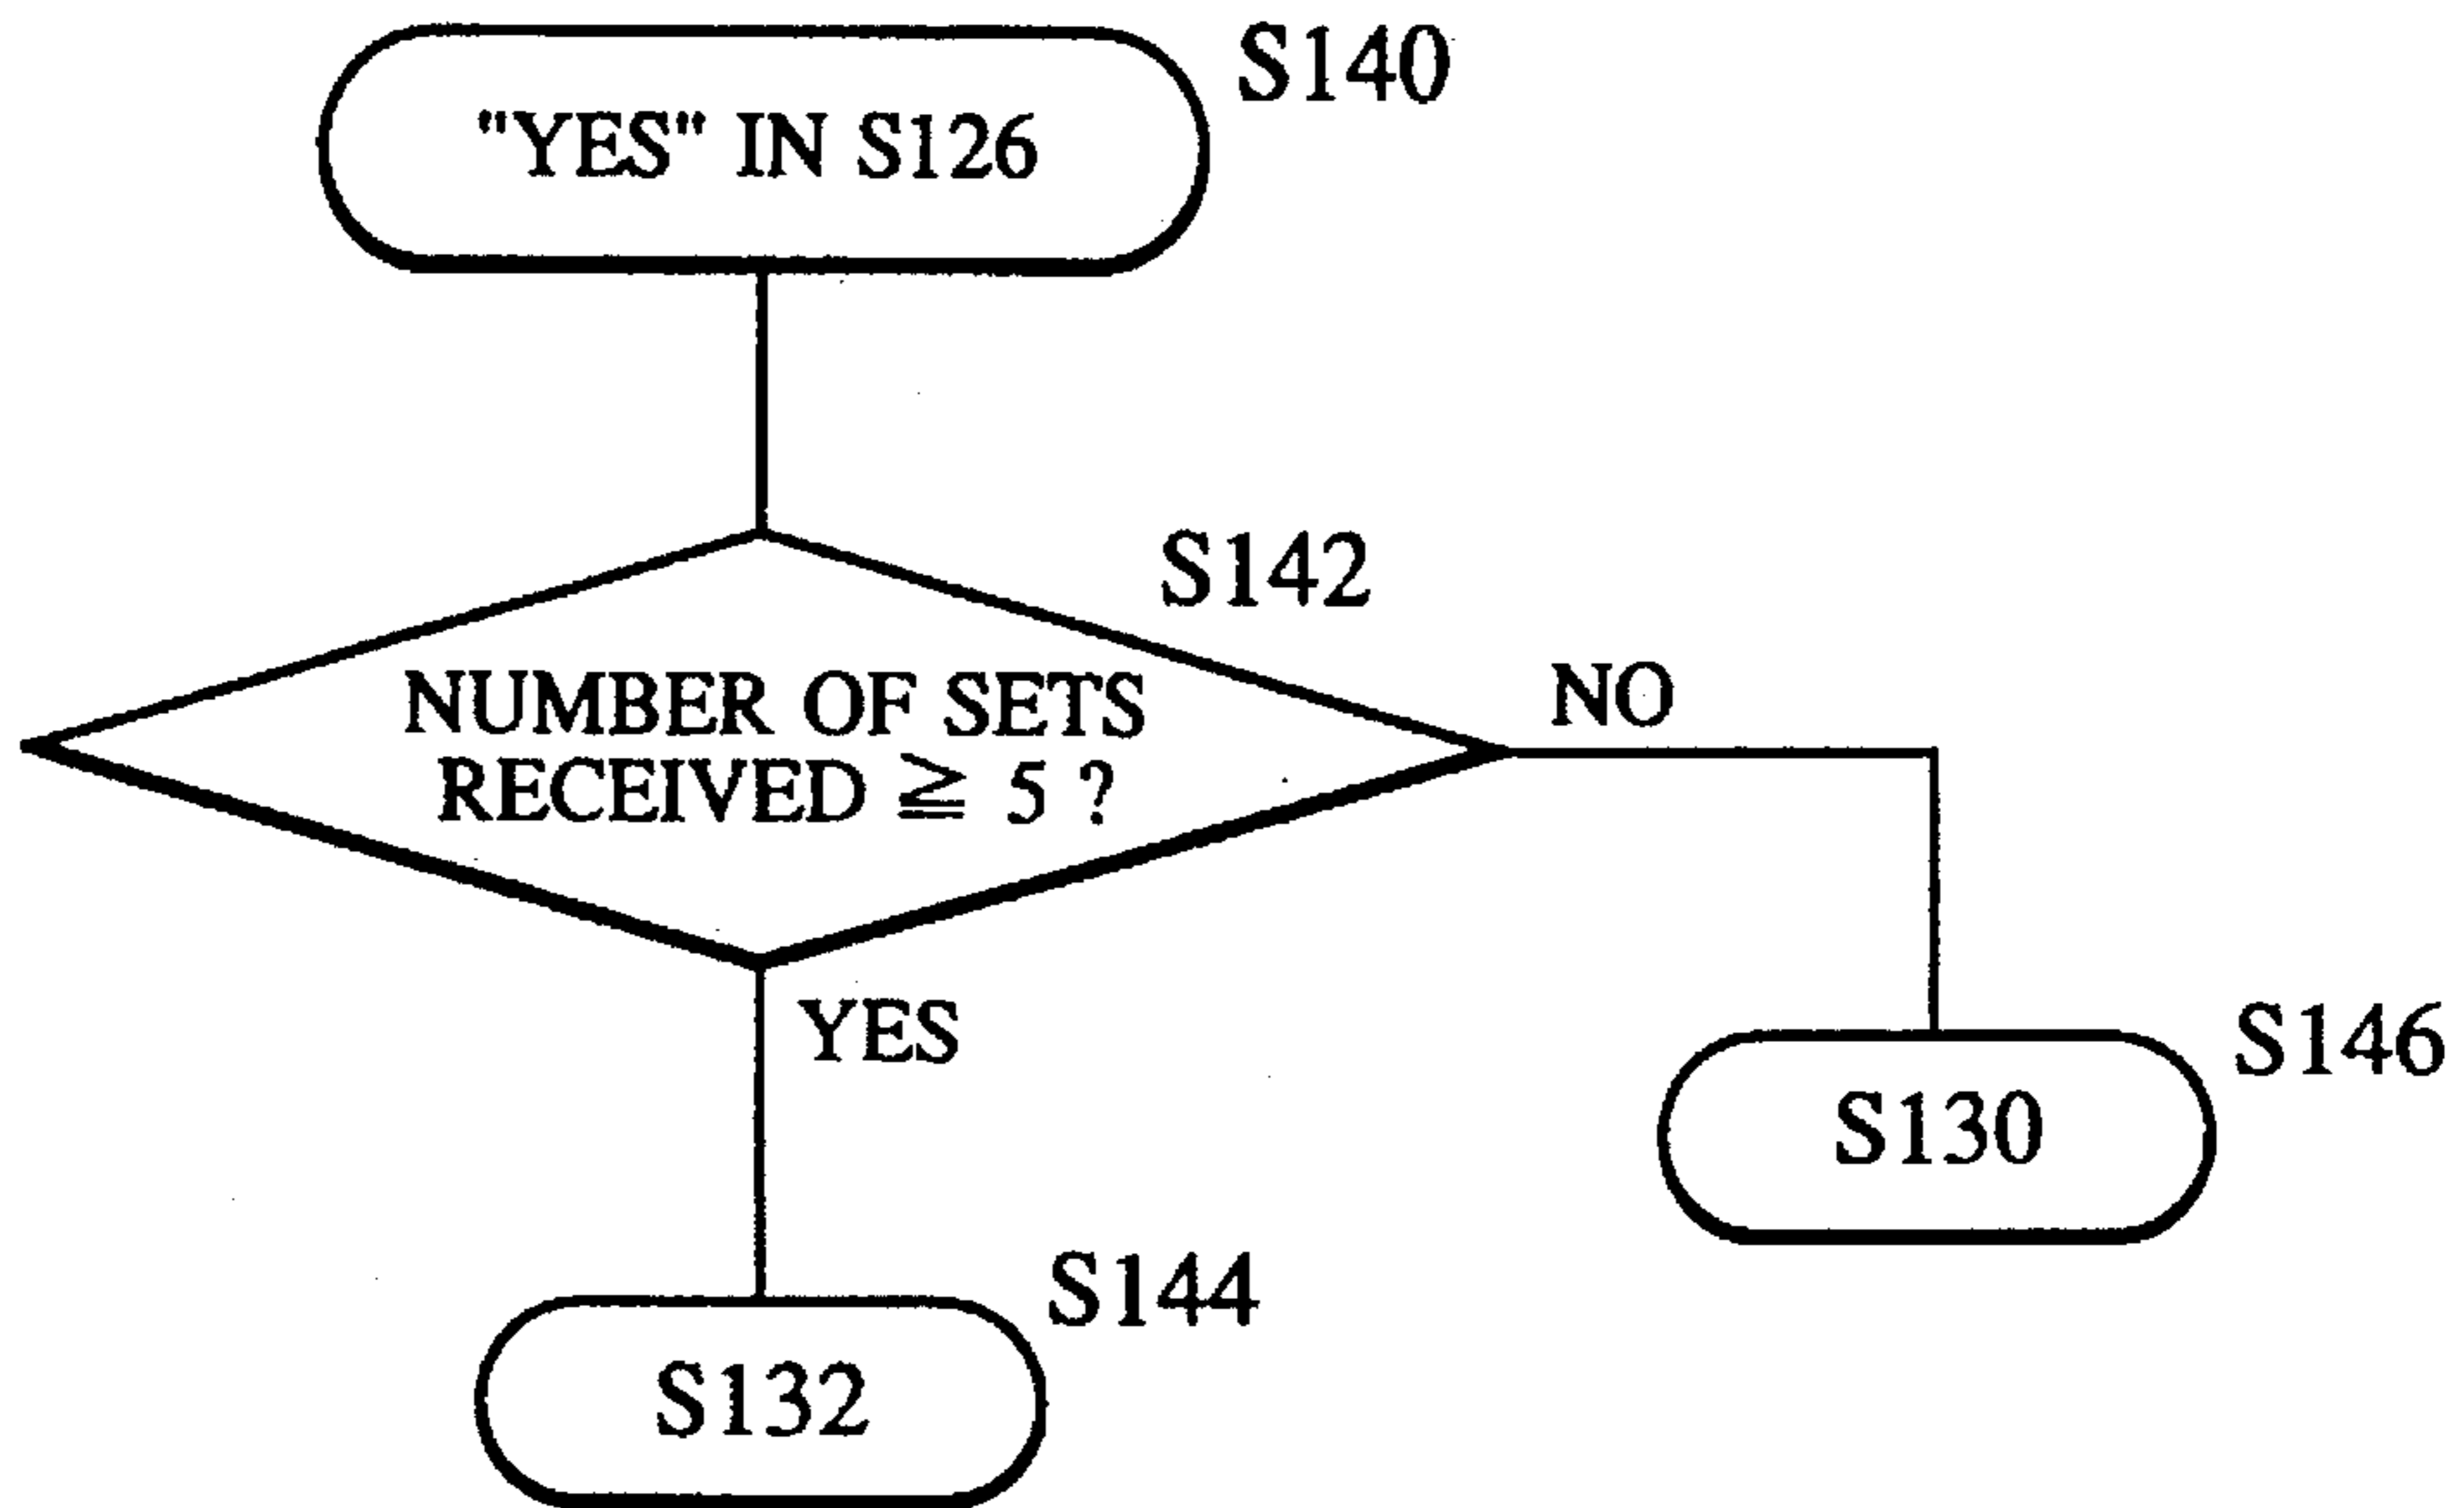 S140
"YES" IN S126
S142
NUMBER OF SETS
RECEIVED ≧ 5 ?
NO
YES
S146
S130
S144
S132